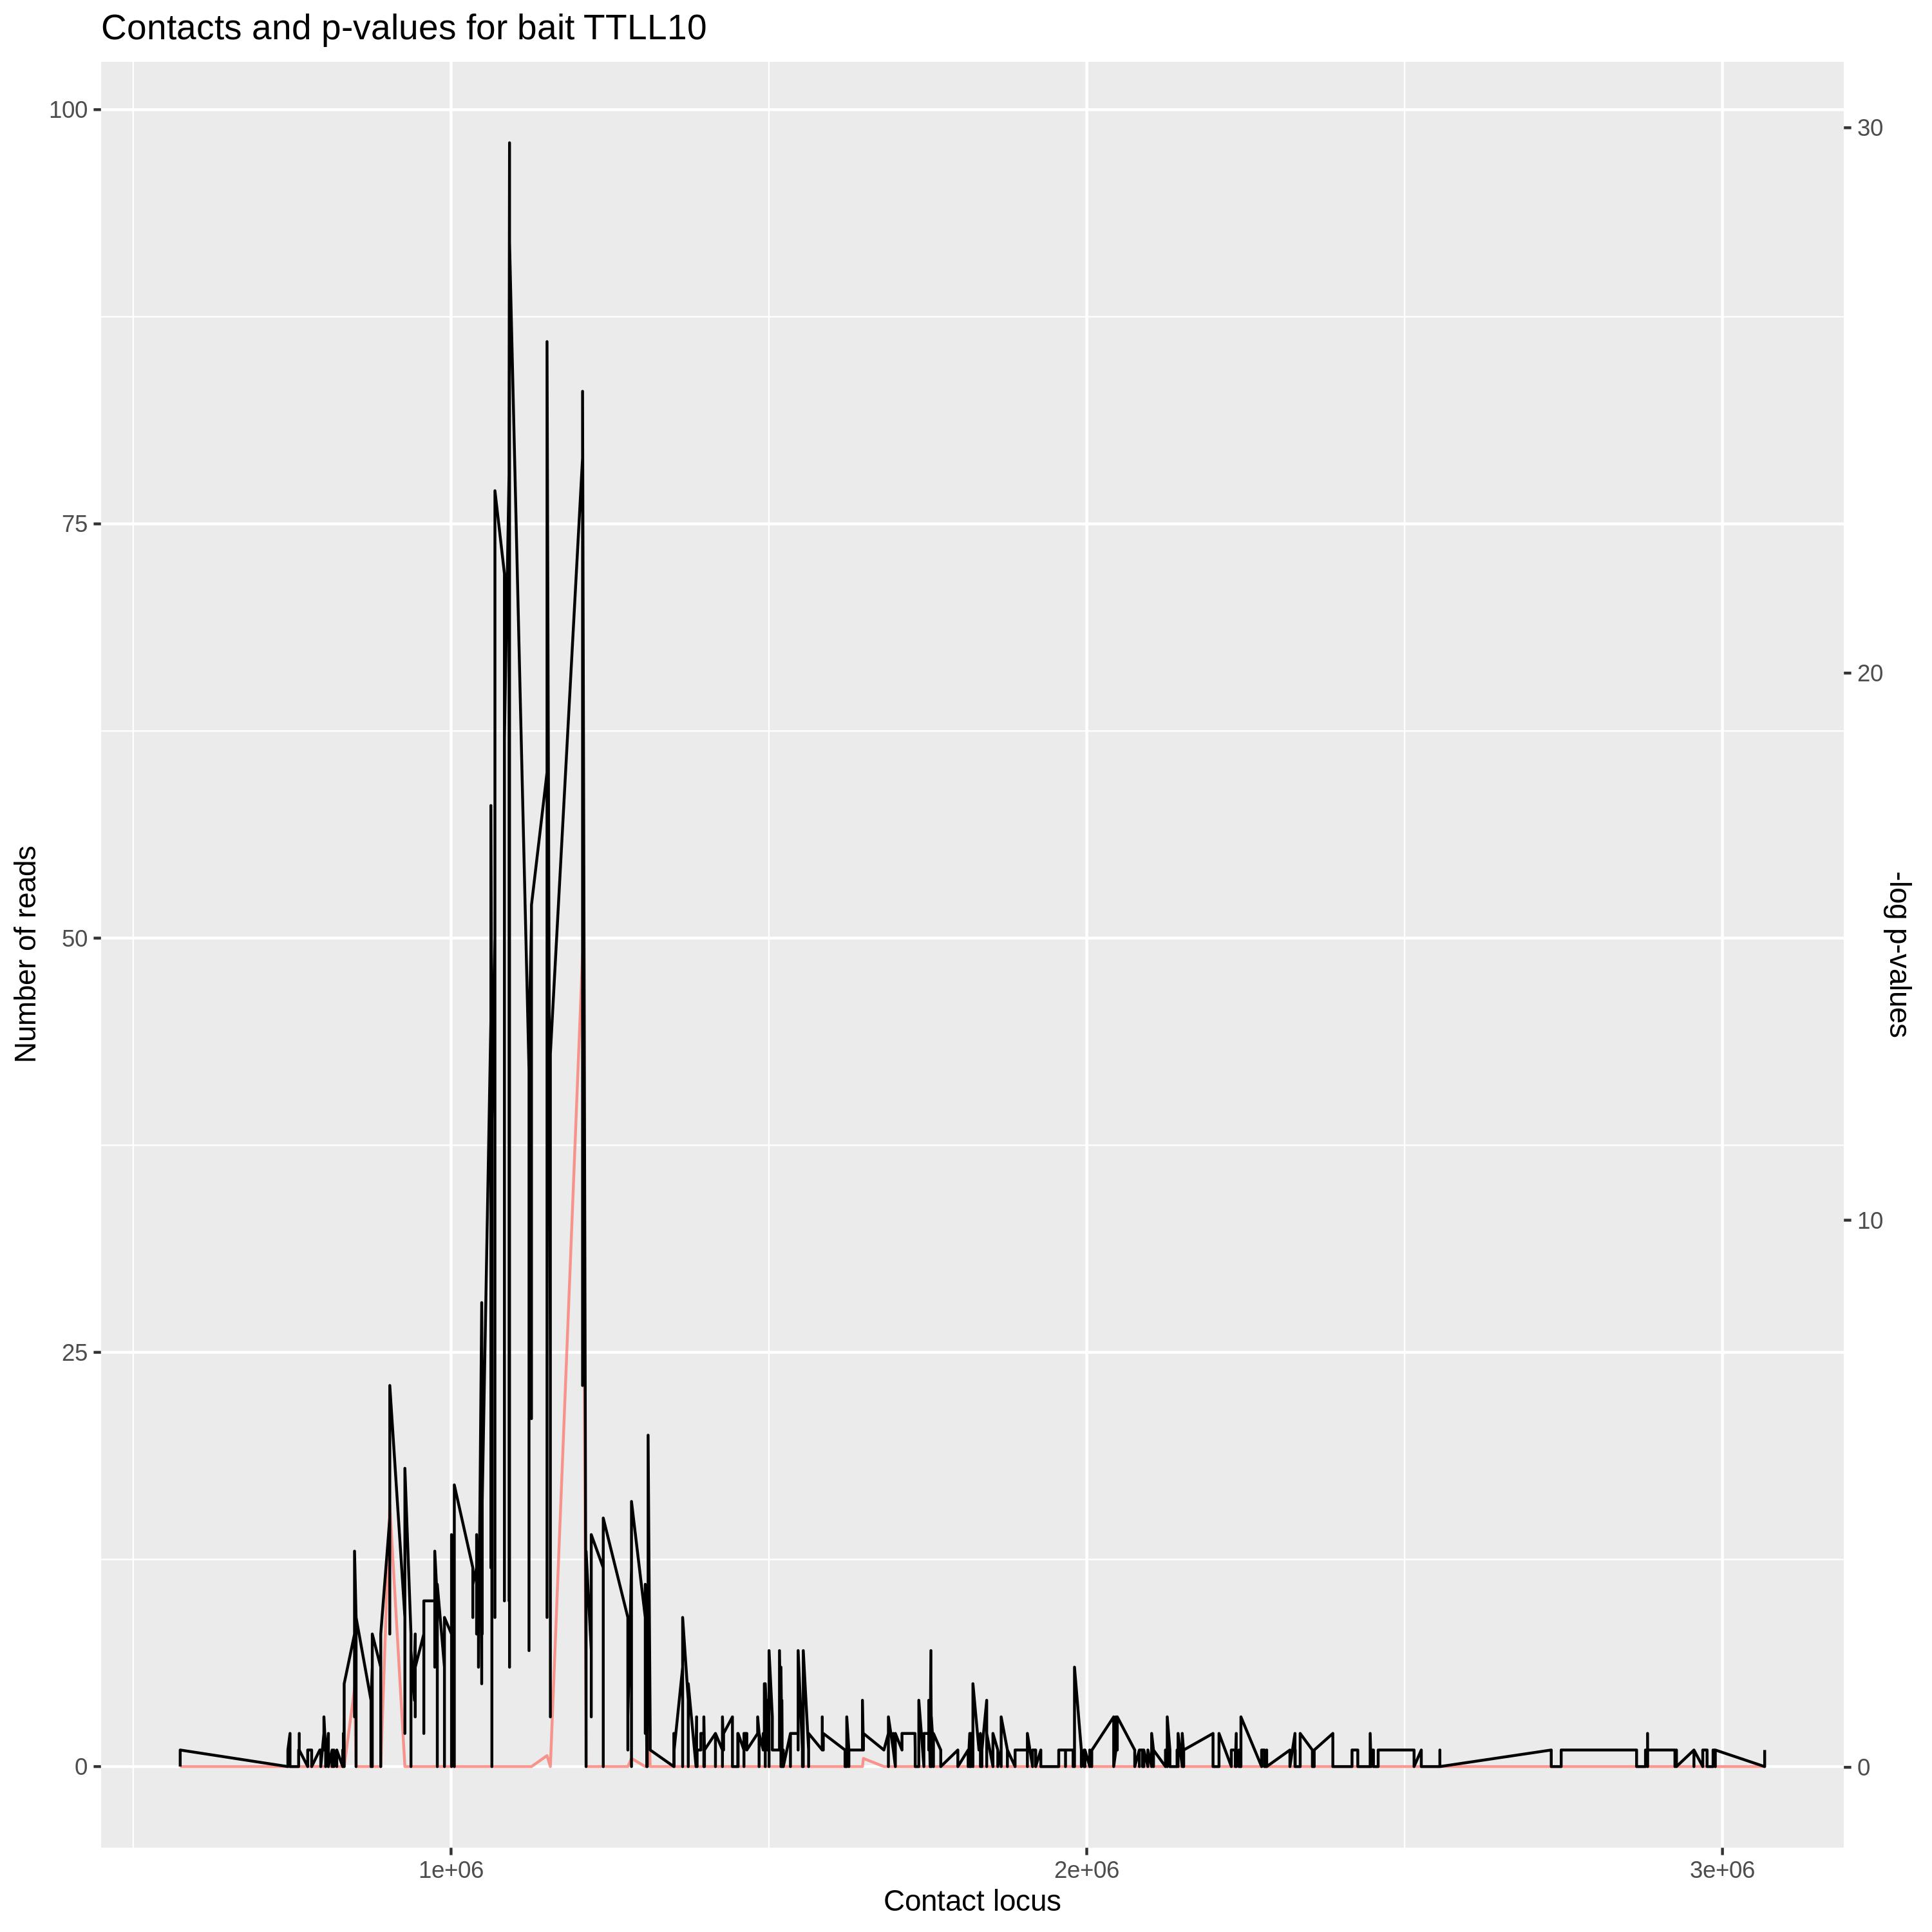 Contacts and p-values for bait TTLL10
100
75
50
25
0
Number of reads
30
20
10
0
-log p-values
1e+06
2e+06
3e+06
Contact locus